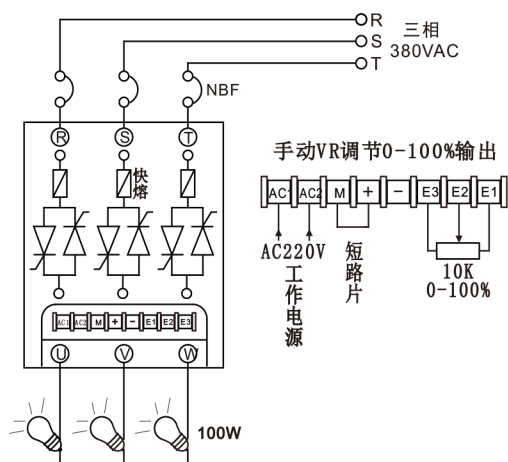 R
三相
S
380VAC
T
NBF
R S T
快
熔
手动VR调节0-100%输出
AC1 AC2 M + - E3 E2 E1
AC220V
工
作
电
源
短
路
片
10K
0-100%
AC1 AC2 M + - E1 E2 E3
U V W
100W